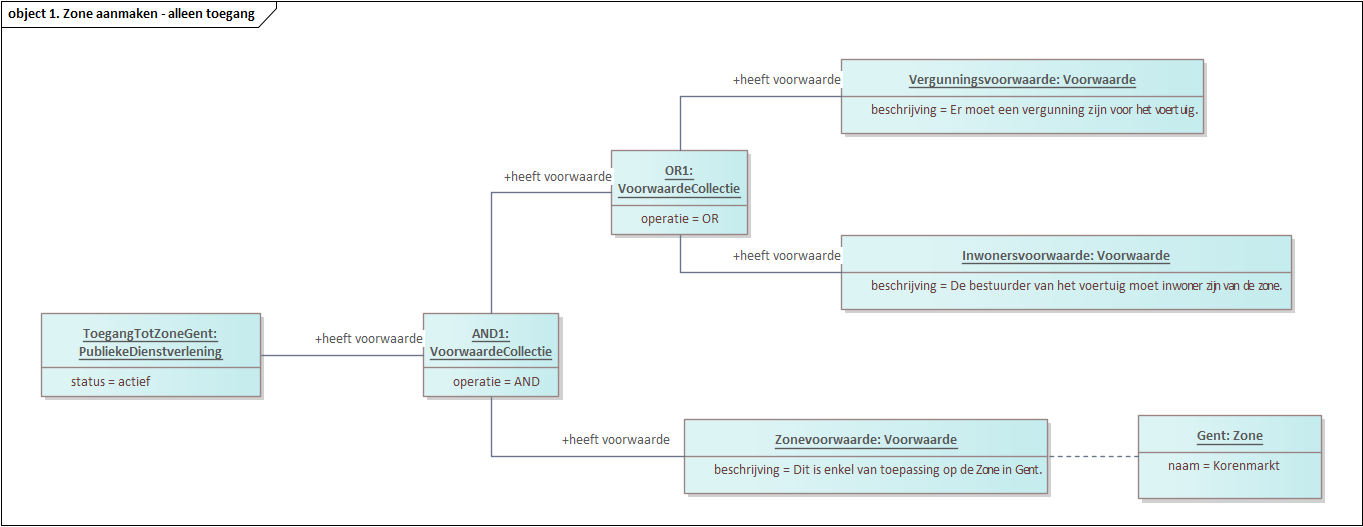 object 1. Zone aanmaken - alleen toegang
+heeft voorwaarde
Vergunningsvoorwaarde: Voorwaarde
beschrijving = Er moet een vergunning zijn voor het voertuig.
+heeft voorwaarde
OR1:
VoorwaardeCollectie
operatie = OR
+heeft voorwaarde
Inwonersvoorwaarde: Voorwaarde
beschrijving = De bestuurder van het voertuig moet inwoner zijn van de zone.
ToegangTotZoneGent:
PubliekeDienstverlening
status = actief
+heeft voorwaarde
AND1:
VoorwaardeCollectie
operatie = AND
+heeft voorwaarde
Zonevoorwaarde: Voorwaarde
beschrijving = Dit is enkel van toepassing op de Zone in Gent.
Gent: Zone
naam = Korenmarkt